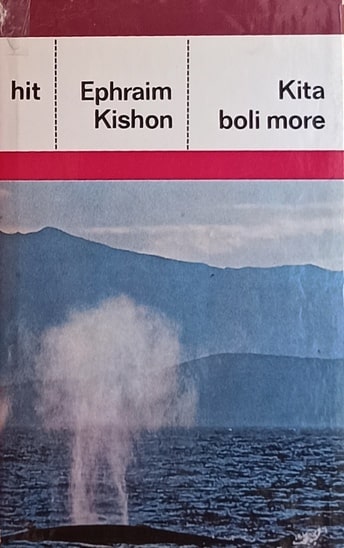 hit
Ephraim
Kishon
Kita
boli more